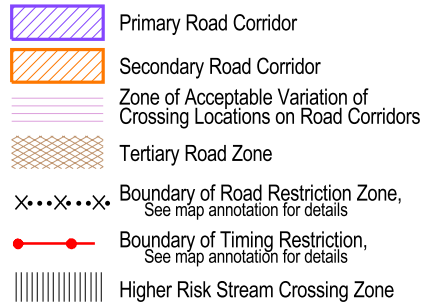 Primary Road Corridor
Secondary Road Corridor
Zone of Acceptable Variation of
Crossing Locations on Road Corridors
Tertiary Road Zone
Boundary of Road Restriction Zone,
See map annotation for details
Boundary of Timing Restriction,
See map annotation for details
Higher Risk Stream Crossing Zone